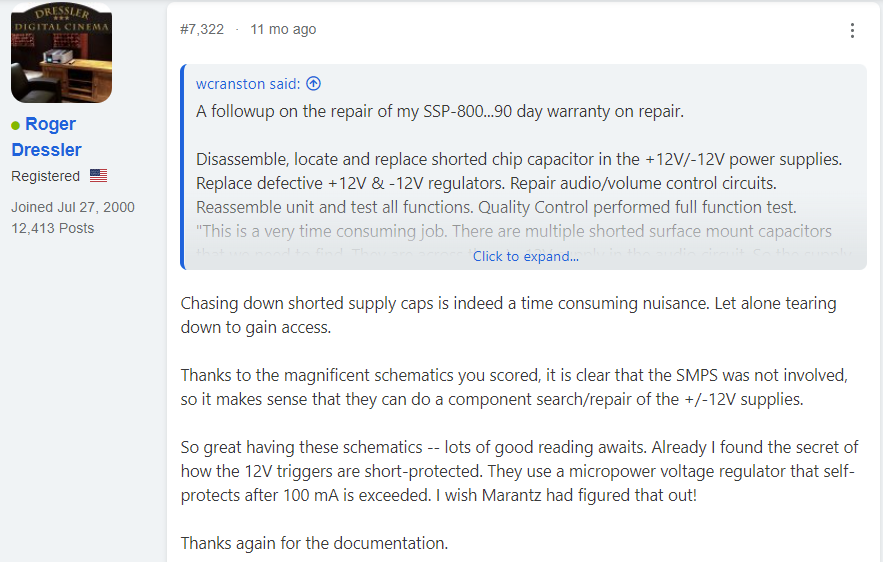 DRESSLER
DIGITAL CINEMA
Roger
Dressler
Registered
Joined Jul 27, 2000
12,413 Posts
#7,322 · 11 mo ago
wcranston said:
A followup on the repair of my SSP-800...90 day warranty on repair.
Disassemble, locate and replace shorted chip capacitor in the +12V/-12V power supplies.
Replace defective +12V & -12V regulators. Repair audio/volume control circuits.
Reassemble unit and test all functions. Quality Control performed full function test.
"This is a very time consuming job. There are multiple shorted surface mount capacitors
Click to expand...
Chasing down shorted supply caps is indeed a time consuming nuisance. Let alone tearing
down to gain access.
Thanks to the magnificent schematics you scored, it is clear that the SMPS was not involved,
so it makes sense that they can do a component search/repair of the +/-12V supplies.
So great having these schematics -- lots of good reading awaits. Already I found the secret of
how the 12V triggers are short-protected. They use a micropower voltage regulator that self-
protects after 100 mA is exceeded. I wish Marantz had figured that out!
Thanks again for the documentation.